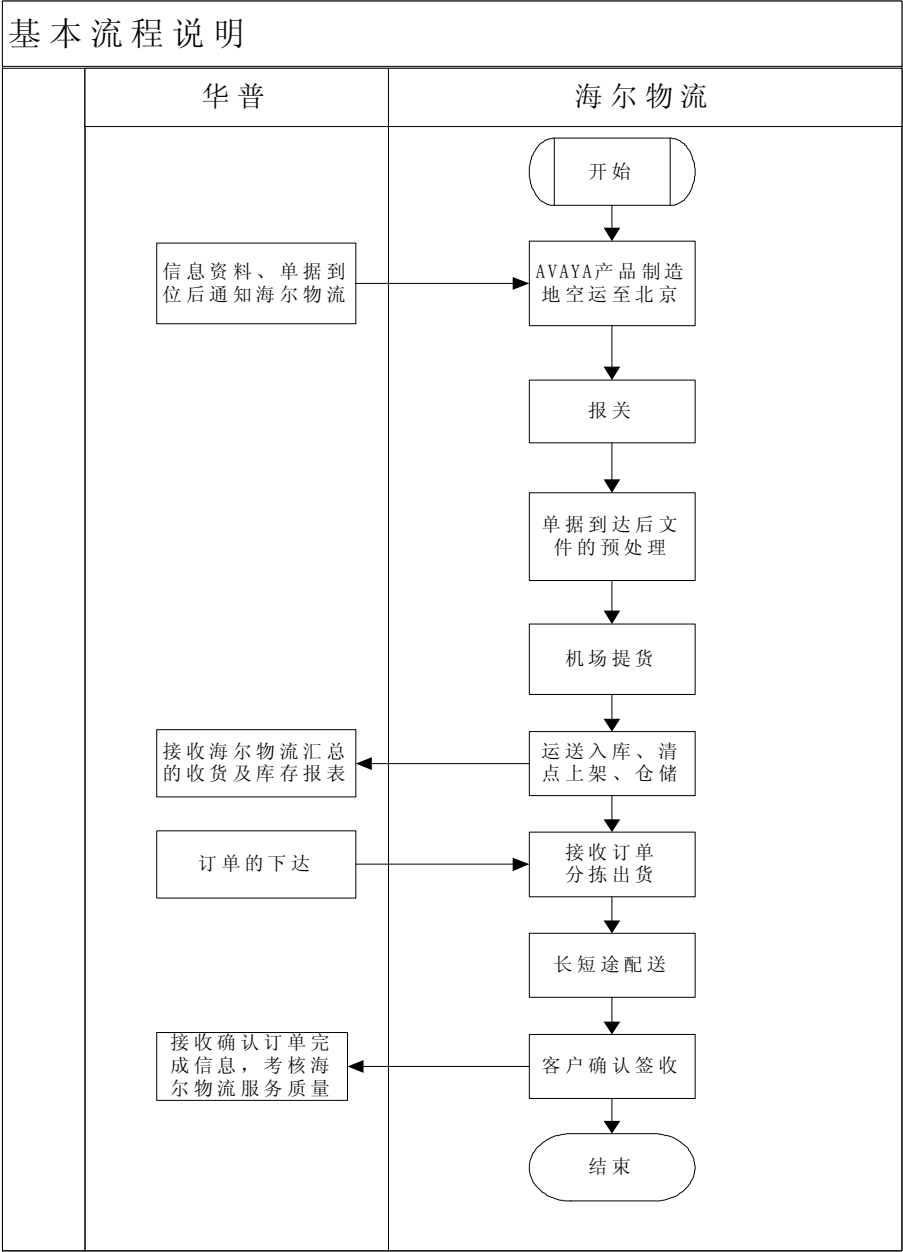 基本流程说明
华普
海尔物流
开始
信息资料、单据到
位后通知海尔物流
AVAYA产品制造
地空运至北京
报关
单据到达后文
件的预处理
机场提货
接收海尔物流汇总
的收货及库存报表
运送入库、清
点上架、仓储
订单的下达
接收订单
分拣出货
长短途配送
接收确认订单完
成信息，考核海
尔物流服务质量
客户确认签收
结束